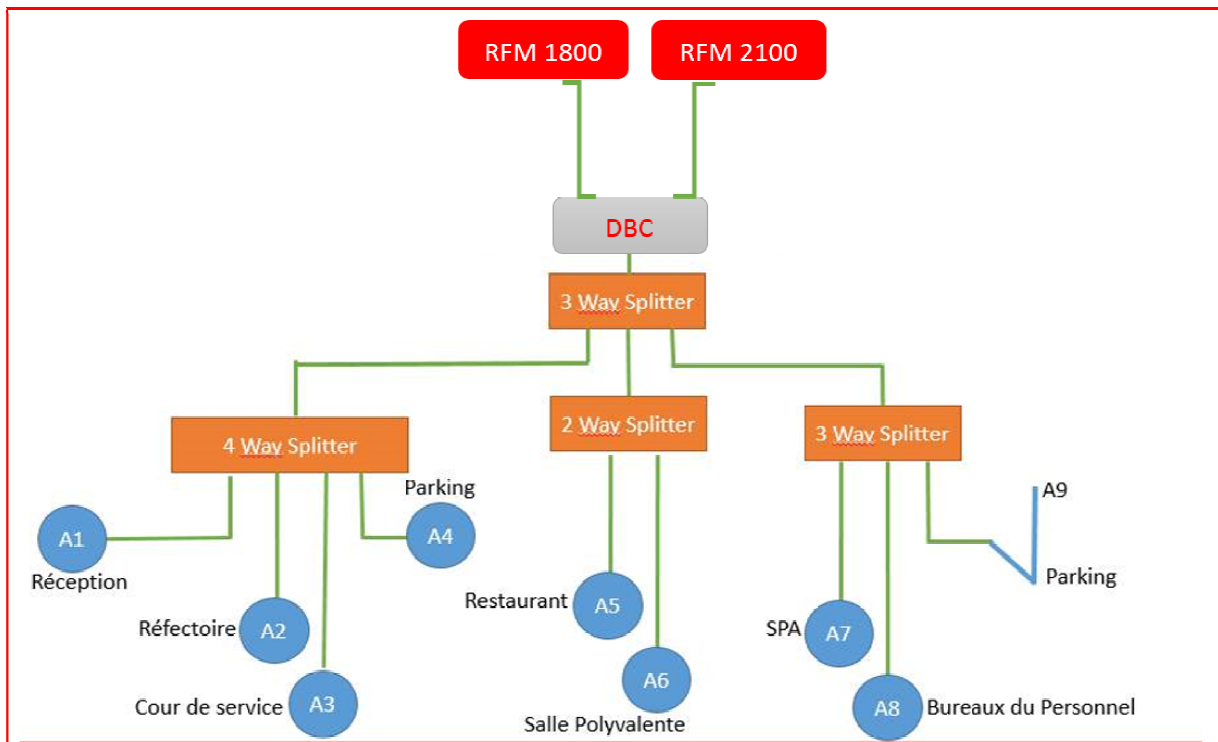 RFM 1800
RFM 2100
DBC
3 Way Splitter
4 Way Splitter
2 Way Splitter
3 Way Splitter
A1
Réception
A2
Réfectoire
A3
Cour de service
Parking
A4
Restaurant
A5
A6
Salle Polyvalente
SPA
A7
A8
Bureaux du Personnel
A9
Parking